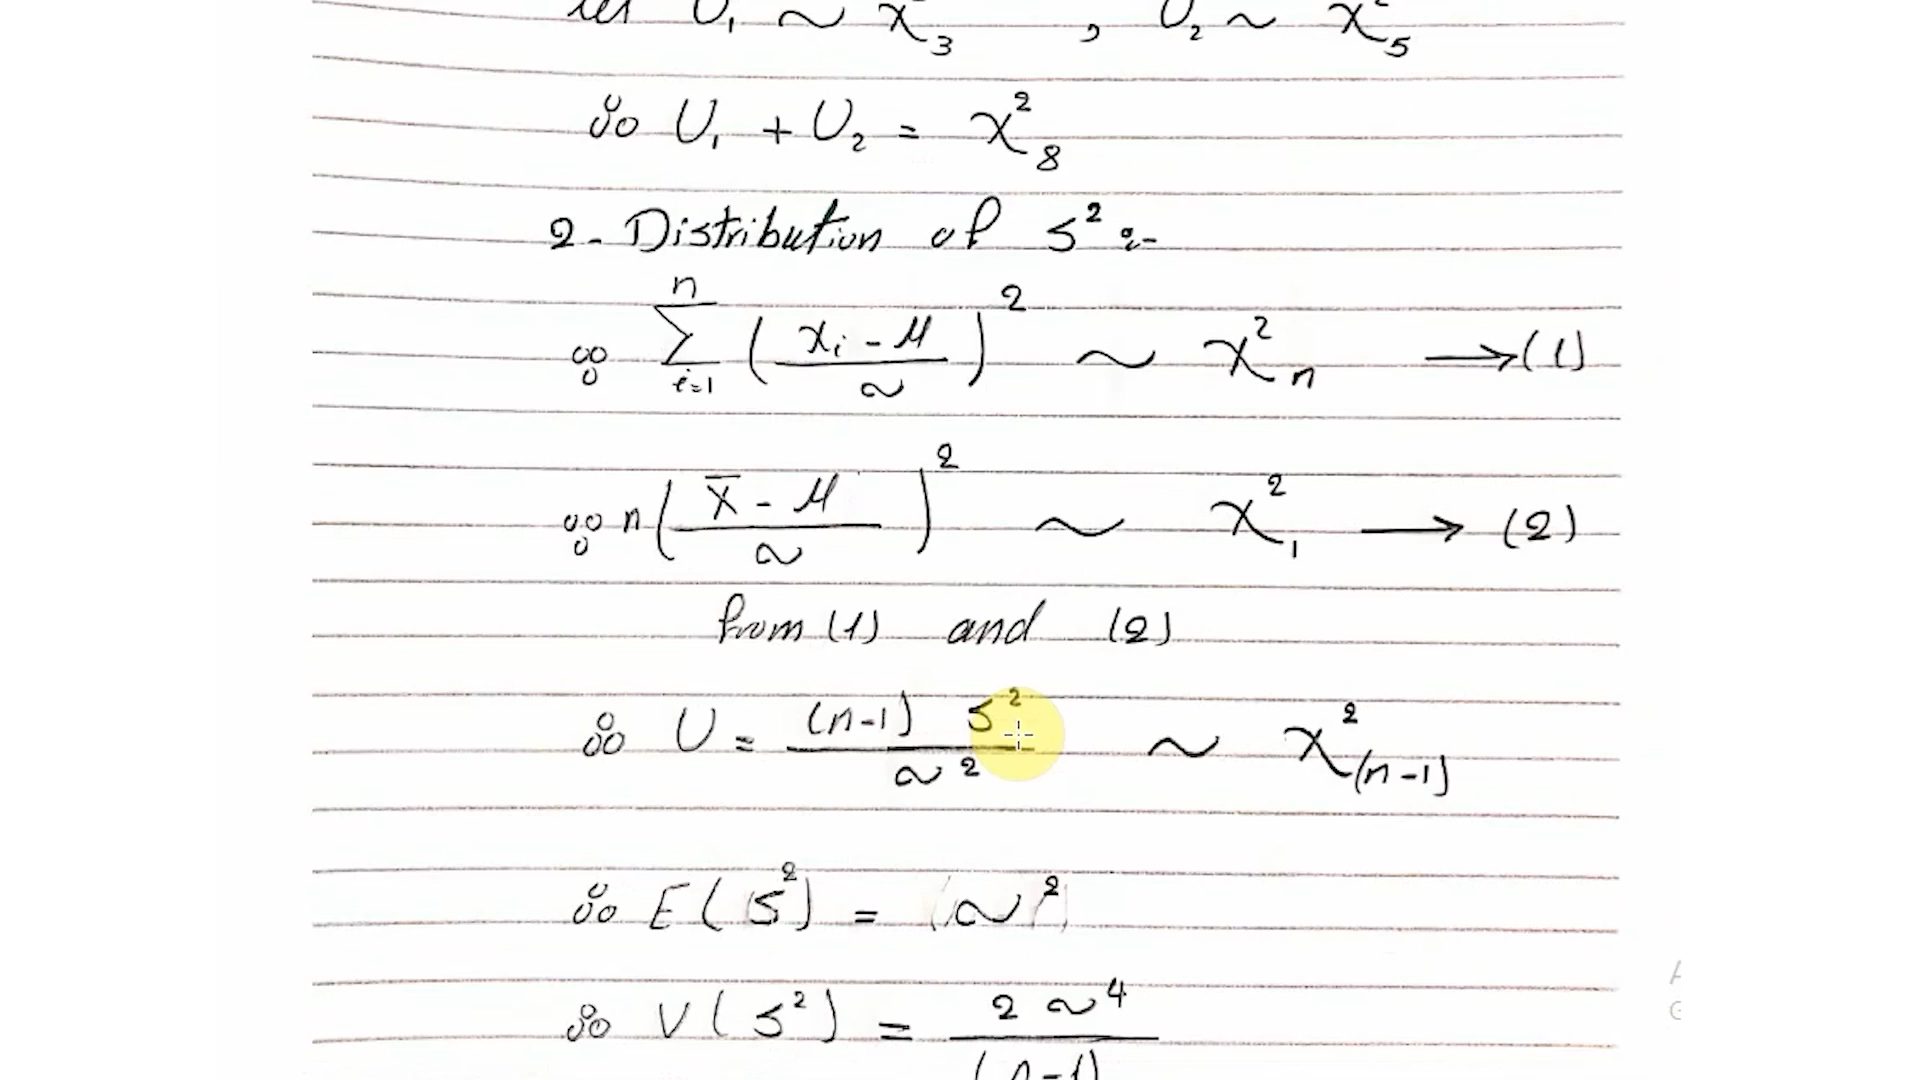 let U₁ ~ χ²₃ , U₂ ~ χ²₅
∴ U₁ + U₂ = χ²₈
2- Distribution of S² :-
∵ Σᵢ₌₁ⁿ ((xᵢ - μ)/σ)² ~ χ²ₙ → (1)
∵ n((x̄ - μ)/σ)² ~ χ²₁ → (2)
from (1) and (2)
∴ U = (n-1) S² / σ² ~ χ²₍ₙ₋₁₎
∴ E(S²) = σ²
∴ V(S²) = 2σ⁴ / (n-1)